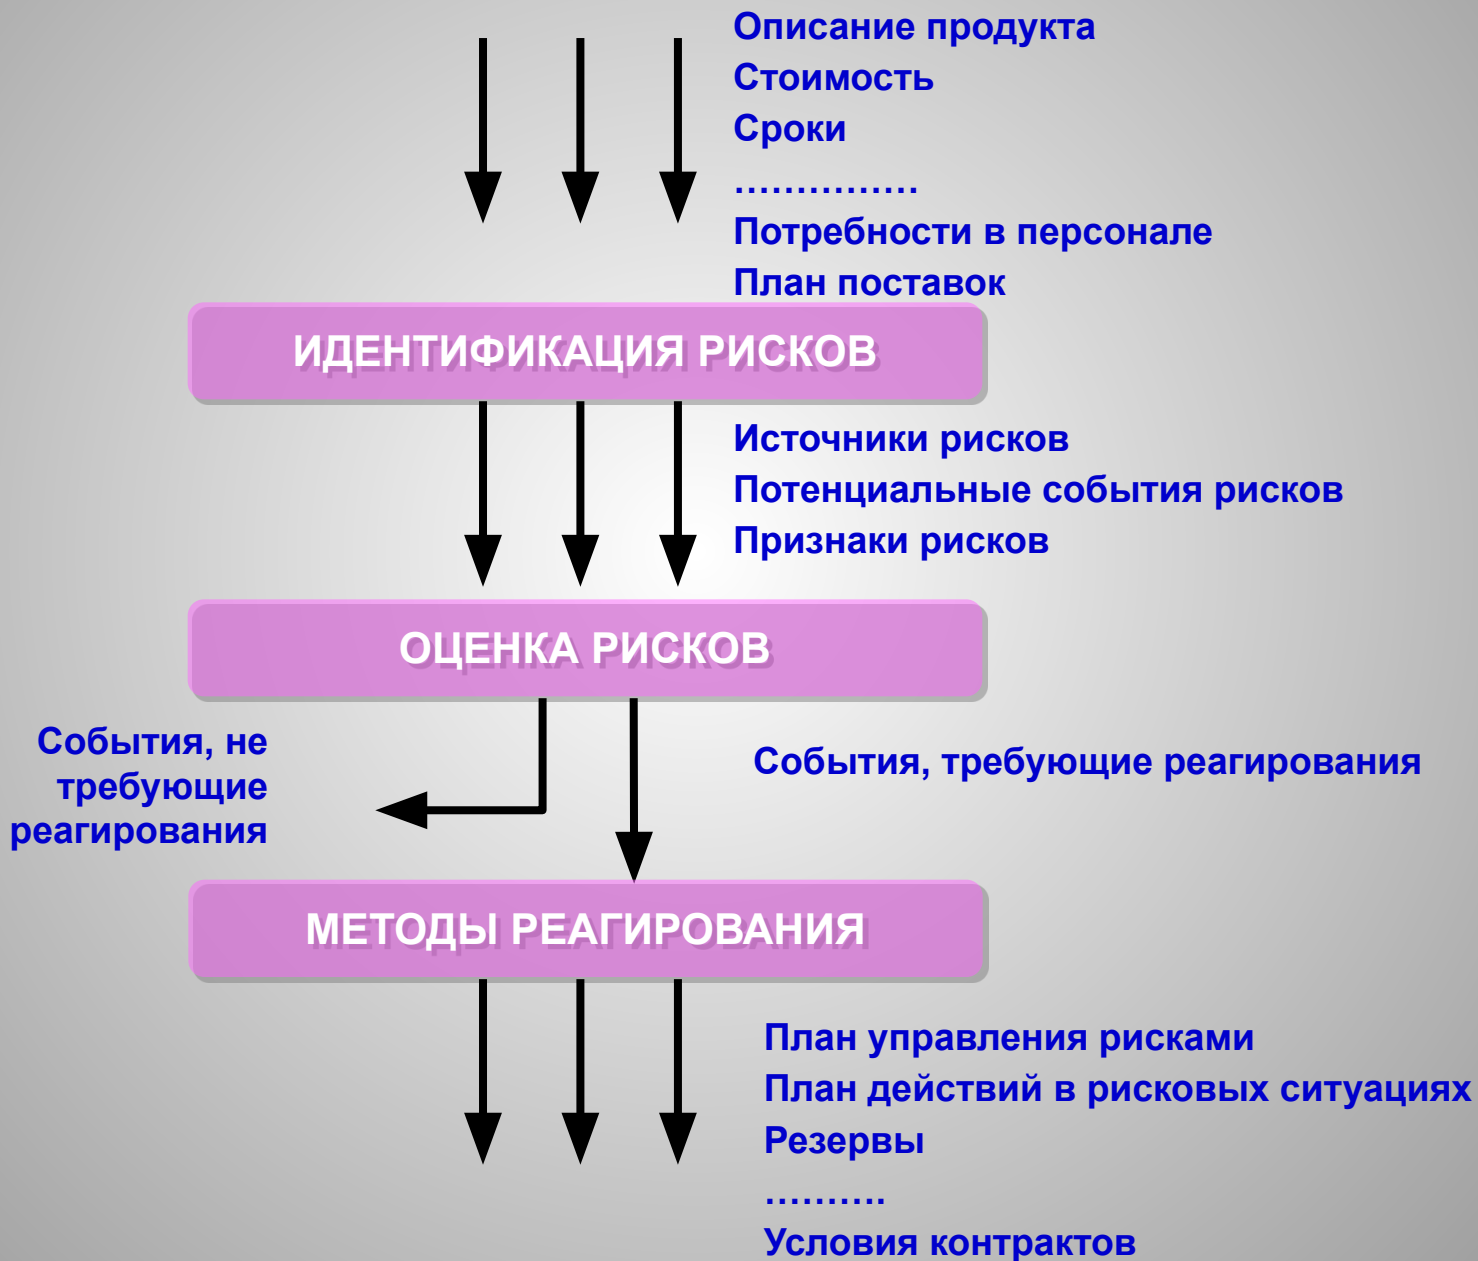 Описание продукта
Стоимость
Сроки
……………
Потребности в персонале
План поставок
ИДЕНТИФИКАЦИЯ РИСКОВ
Источники рисков
Потенциальные события рисков
Признаки рисков
ОЦЕНКА РИСКОВ
События, не
требующие
реагирования
События, требующие реагирования
МЕТОДЫ РЕАГИРОВАНИЯ
План управления рисками
План действий в рисковых ситуациях
Резервы
……….
Условия контрактов